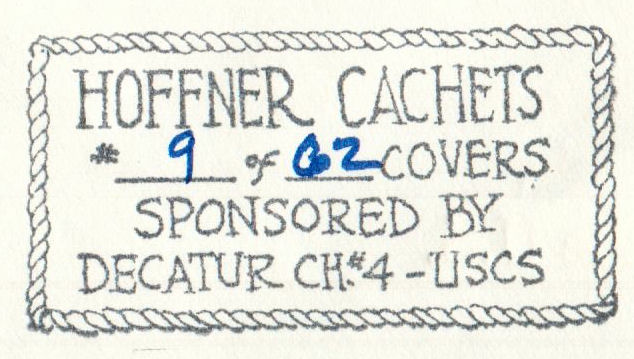 HOFFNER CACHETS
# 9 of 62 COVERS
SPONSORED BY
DECATUR CH.#4-USCS